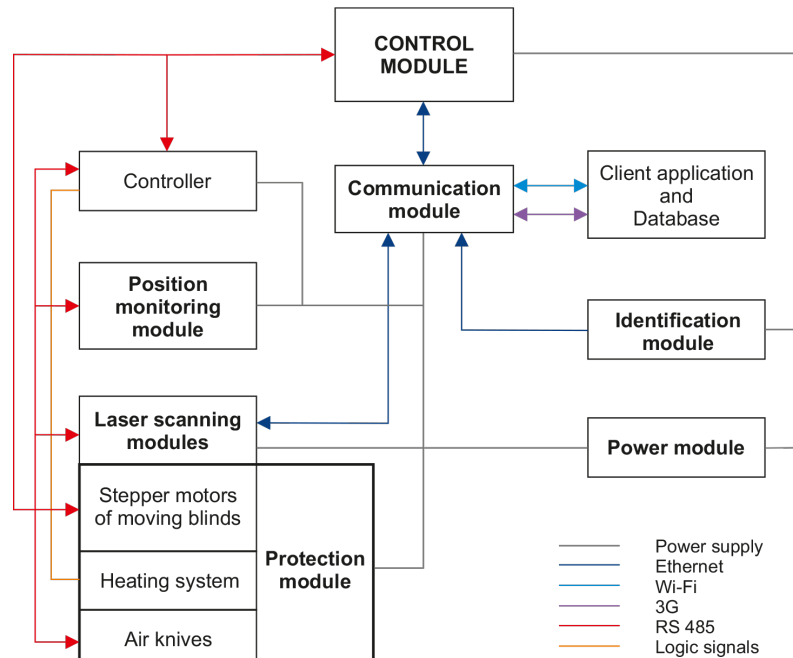 CONTROL
MODULE
Controller
Communication
module
Client application
and
Database
Position
monitoring
module
Identification
module
Laser scanning
modules
Power module
Stepper motors
of moving blinds
Protection
module
Heating system
Air knives
Power supply
Ethernet
Wi-Fi
3G
RS 485
Logic signals